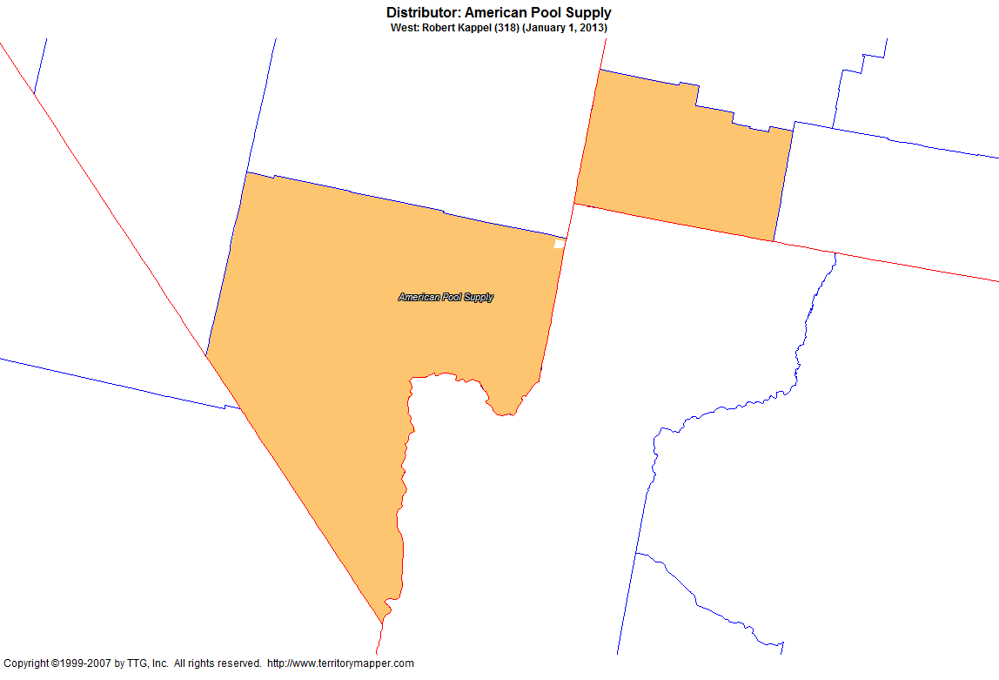 Distributor: American Pool Supply
West: Robert Kappel (318) (January 1, 2013)
American Pool Supply
Copyright ©1999-2007 by TTG, Inc. All rights reserved. http://www.territorymapper.com